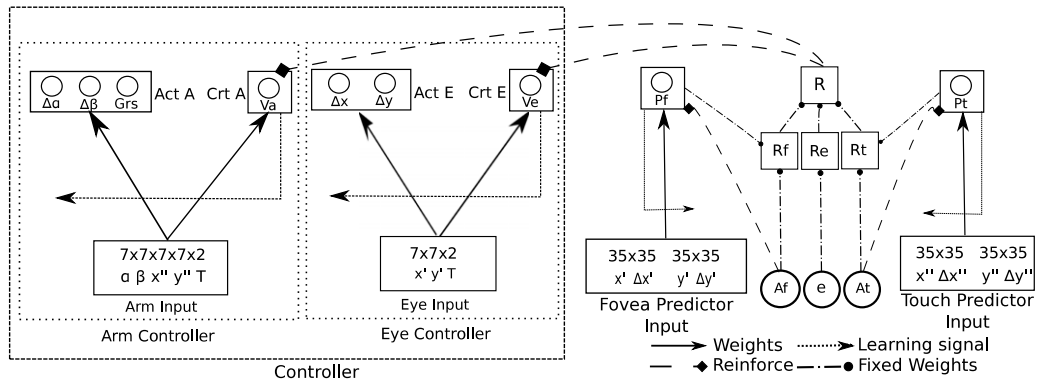 Δα Δβ Grs
Act A
Crt A
Va
Δx Δy
Act E
Crt E
Ve
7x7x7x7x2
α β x'' y'' T
Arm Input
Arm Controller
7x7x2
x' y' T
Eye Input
Eye Controller
Controller
R
Pf
Pt
Rf
Re
Rt
35x35 35x35
x' Δx' y' Δy'
Fovea Predictor
Input
Af
e
At
35x35 35x35
x'' Δx'' y'' Δy''
Touch Predictor
Input
Weights
Learning signal
Reinforce
Fixed Weights